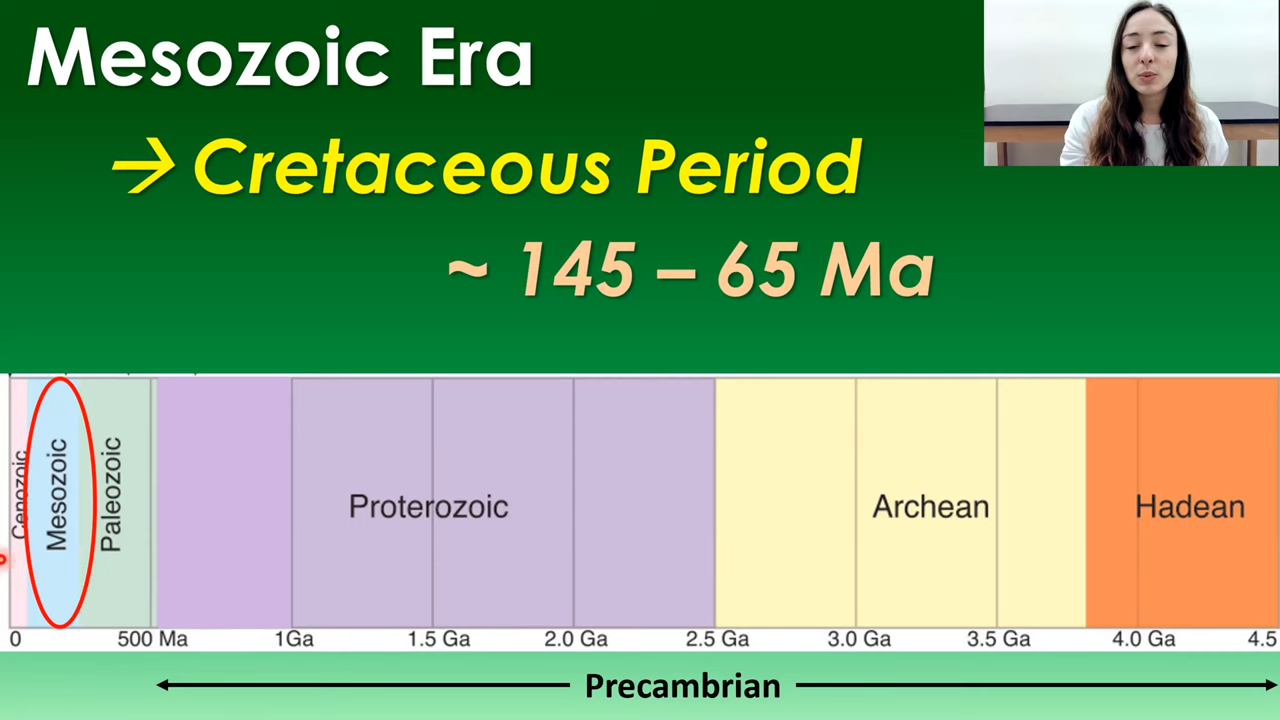 Mesozoic Era
→ Cretaceous Period
~ 145 – 65 Ma
Cenozoic
Mesozoic
Paleozoic
Proterozoic
Archean
Hadean
0 500 Ma 1Ga 1.5 Ga 2.0 Ga 2.5 Ga 3.0 Ga 3.5 Ga 4.0 Ga 4.5
Precambrian